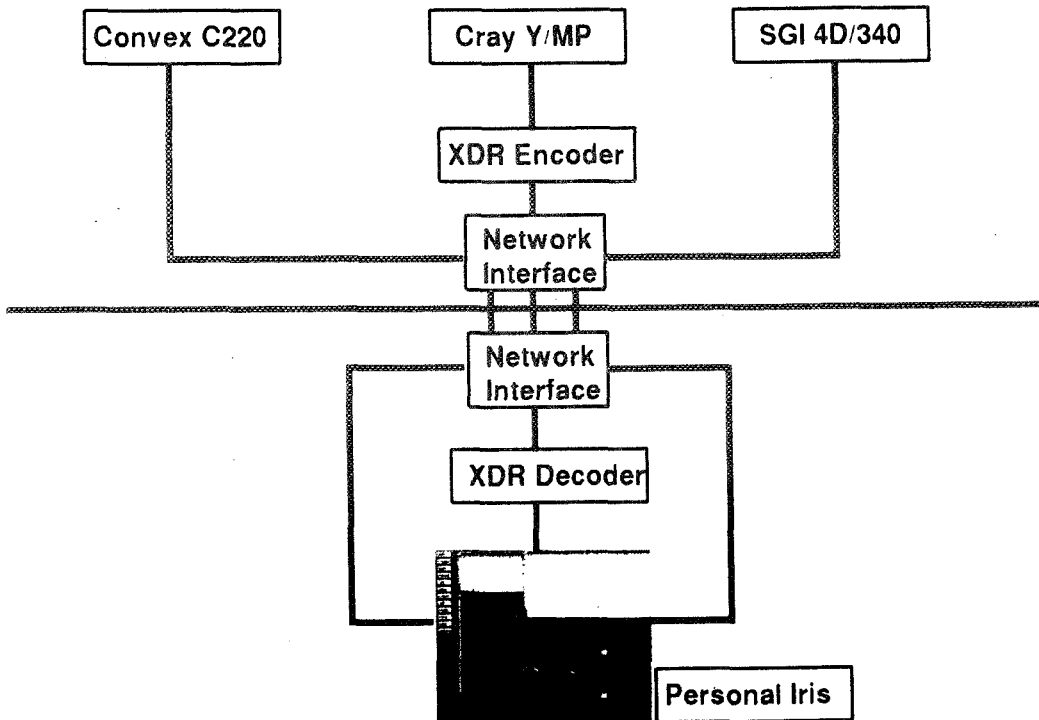 Convex C220
Cray Y/MP
SGI 4D/340
XDR Encoder
Network
Interface
Network
Interface
XDR Decoder
Personal Iris